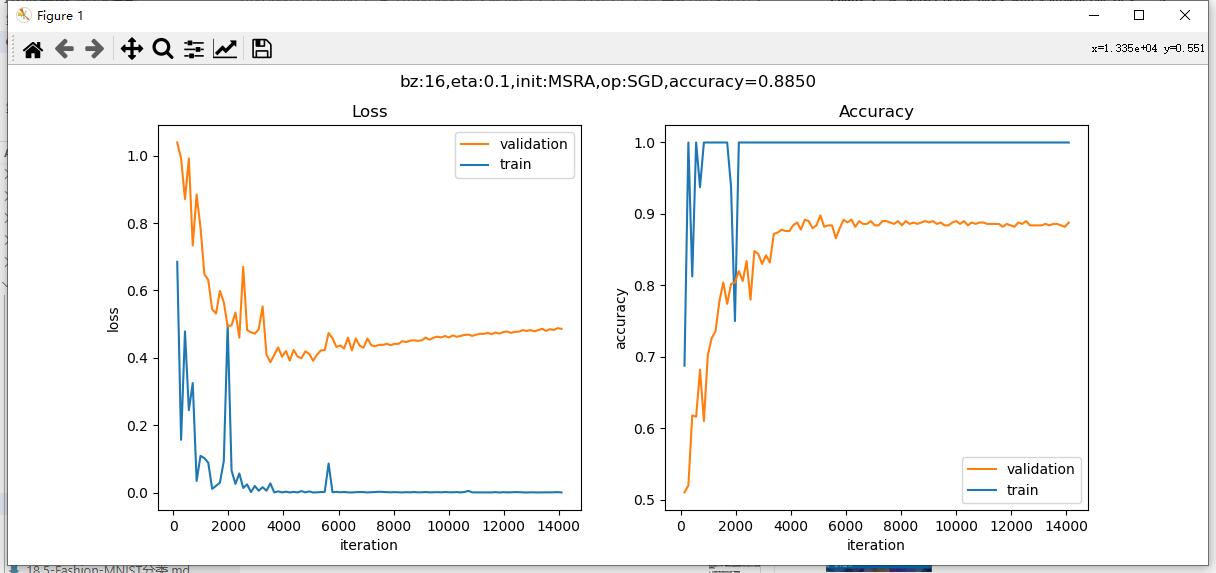 Figure 1
x=1.335e+04 y=0.551
bz:16,eta:0.1,init:MSRA,op:SGD,accuracy=0.8850
Loss
validation
train
1.0
0.8
0.6
0.4
0.2
0.0
loss
0 2000 4000 6000 8000 10000 12000 14000
iteration
Accuracy
1.0
0.9
0.8
0.7
0.6
0.5
accuracy
validation
train
0 2000 4000 6000 8000 10000 12000 14000
iteration
18.5-Fashion-MNIST分类.md